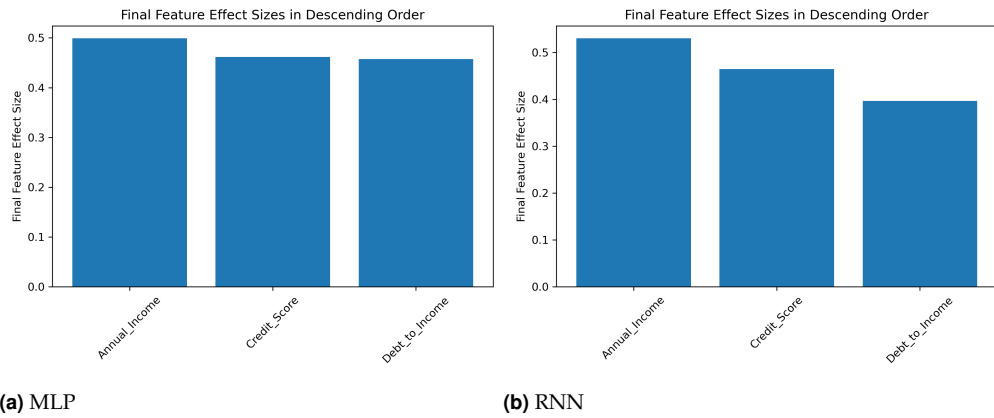 Final Feature Effect Sizes in Descending Order
Final Feature Effect Size
0.5
0.4
0.3
0.2
0.1
0.0
Annual_Income
Credit_Score
Debt_to_Income
(a) MLP
Final Feature Effect Sizes in Descending Order
Final Feature Effect Size
0.5
0.4
0.3
0.2
0.1
0.0
Annual_Income
Credit_Score
Debt_to_Income
(b) RNN